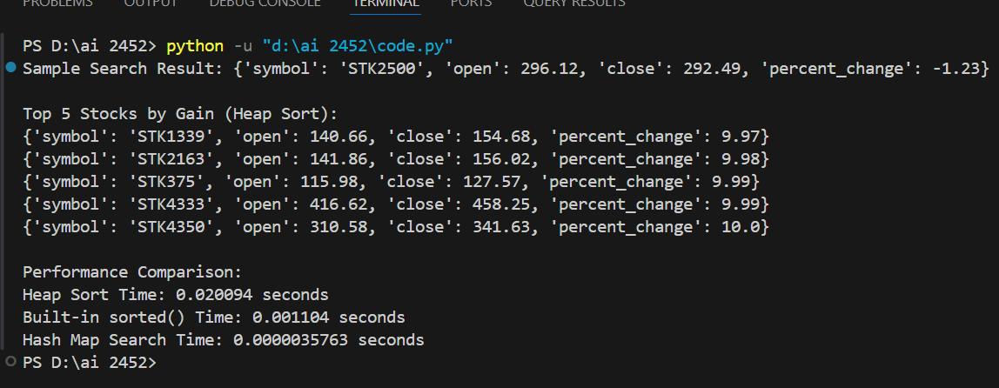 PROBLEMS OUTPUT DEBUG CONSOLE TERMINAL PORTS QUERY RESULTS
PS D:\ai 2452> python -u "d:\ai 2452\code.py"
Sample Search Result: {'symbol': 'STK2500', 'open': 296.12, 'close': 292.49, 'percent_change': -1.23}
Top 5 Stocks by Gain (Heap Sort):
{'symbol': 'STK1339', 'open': 140.66, 'close': 154.68, 'percent_change': 9.97}
{'symbol': 'STK2163', 'open': 141.86, 'close': 156.02, 'percent_change': 9.98}
{'symbol': 'STK375', 'open': 115.98, 'close': 127.57, 'percent_change': 9.99}
{'symbol': 'STK4333', 'open': 416.62, 'close': 458.25, 'percent_change': 9.99}
{'symbol': 'STK4350', 'open': 310.58, 'close': 341.63, 'percent_change': 10.0}
Performance Comparison:
Heap Sort Time: 0.020094 seconds
Built-in sorted() Time: 0.001104 seconds
Hash Map Search Time: 0.0000035763 seconds
PS D:\ai 2452>